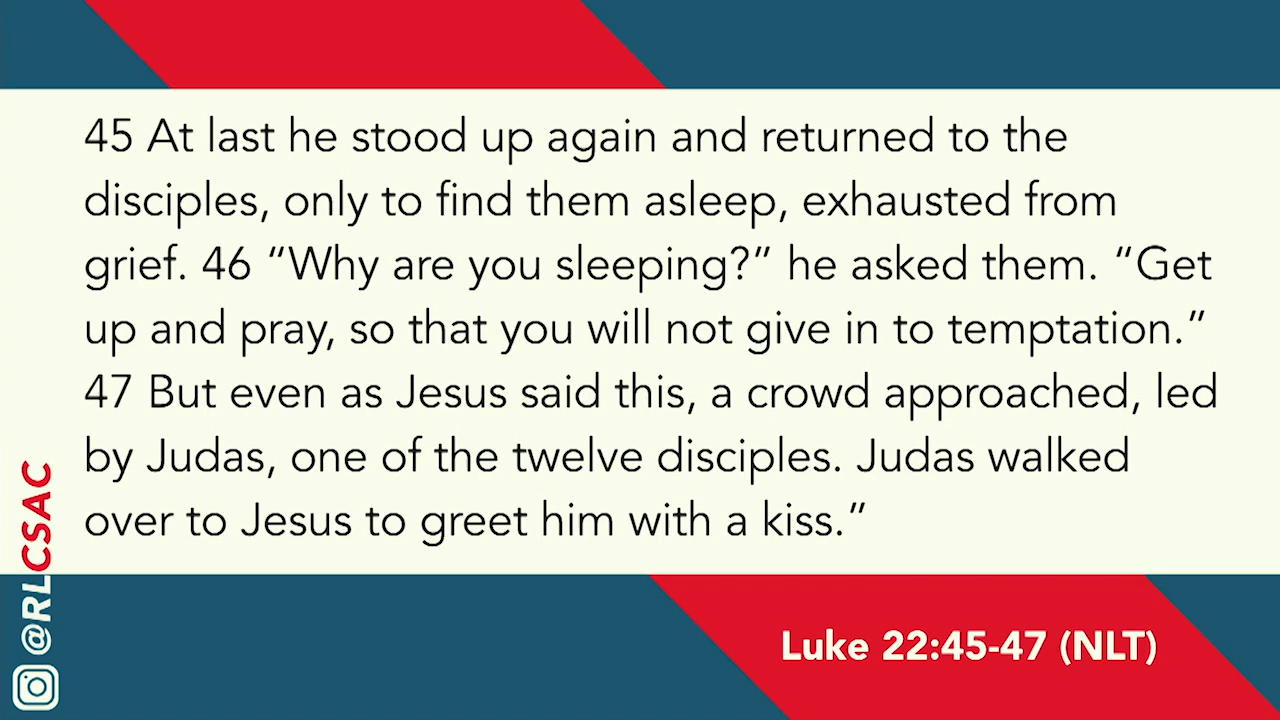 45 At last he stood up again and returned to the
disciples, only to find them asleep, exhausted from
grief. 46 “Why are you sleeping?” he asked them. “Get
up and pray, so that you will not give in to temptation.”
47 But even as Jesus said this, a crowd approached, led
by Judas, one of the twelve disciples. Judas walked
over to Jesus to greet him with a kiss.”
Luke 22:45-47 (NLT)
@RLCSAC